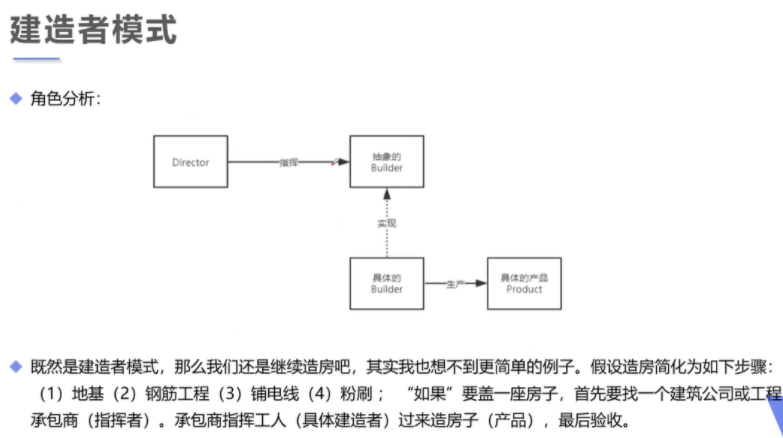 建造者模式
角色分析：
Director
指挥
抽象的
Builder
实现
具体的
Builder
生产
具体的产品
Product
既然是建造者模式，那么我们还是继续造房吧，其实我也想不到更简单的例子。假设造房简化为如下步骤：
（1）地基（2）钢筋工程（3）铺电线（4）粉刷； “如果”要盖一座房子，首先要找一个建筑公司或工程
承包商（指挥者）。承包商指挥工人（具体建造者）过来造房子（产品），最后验收。